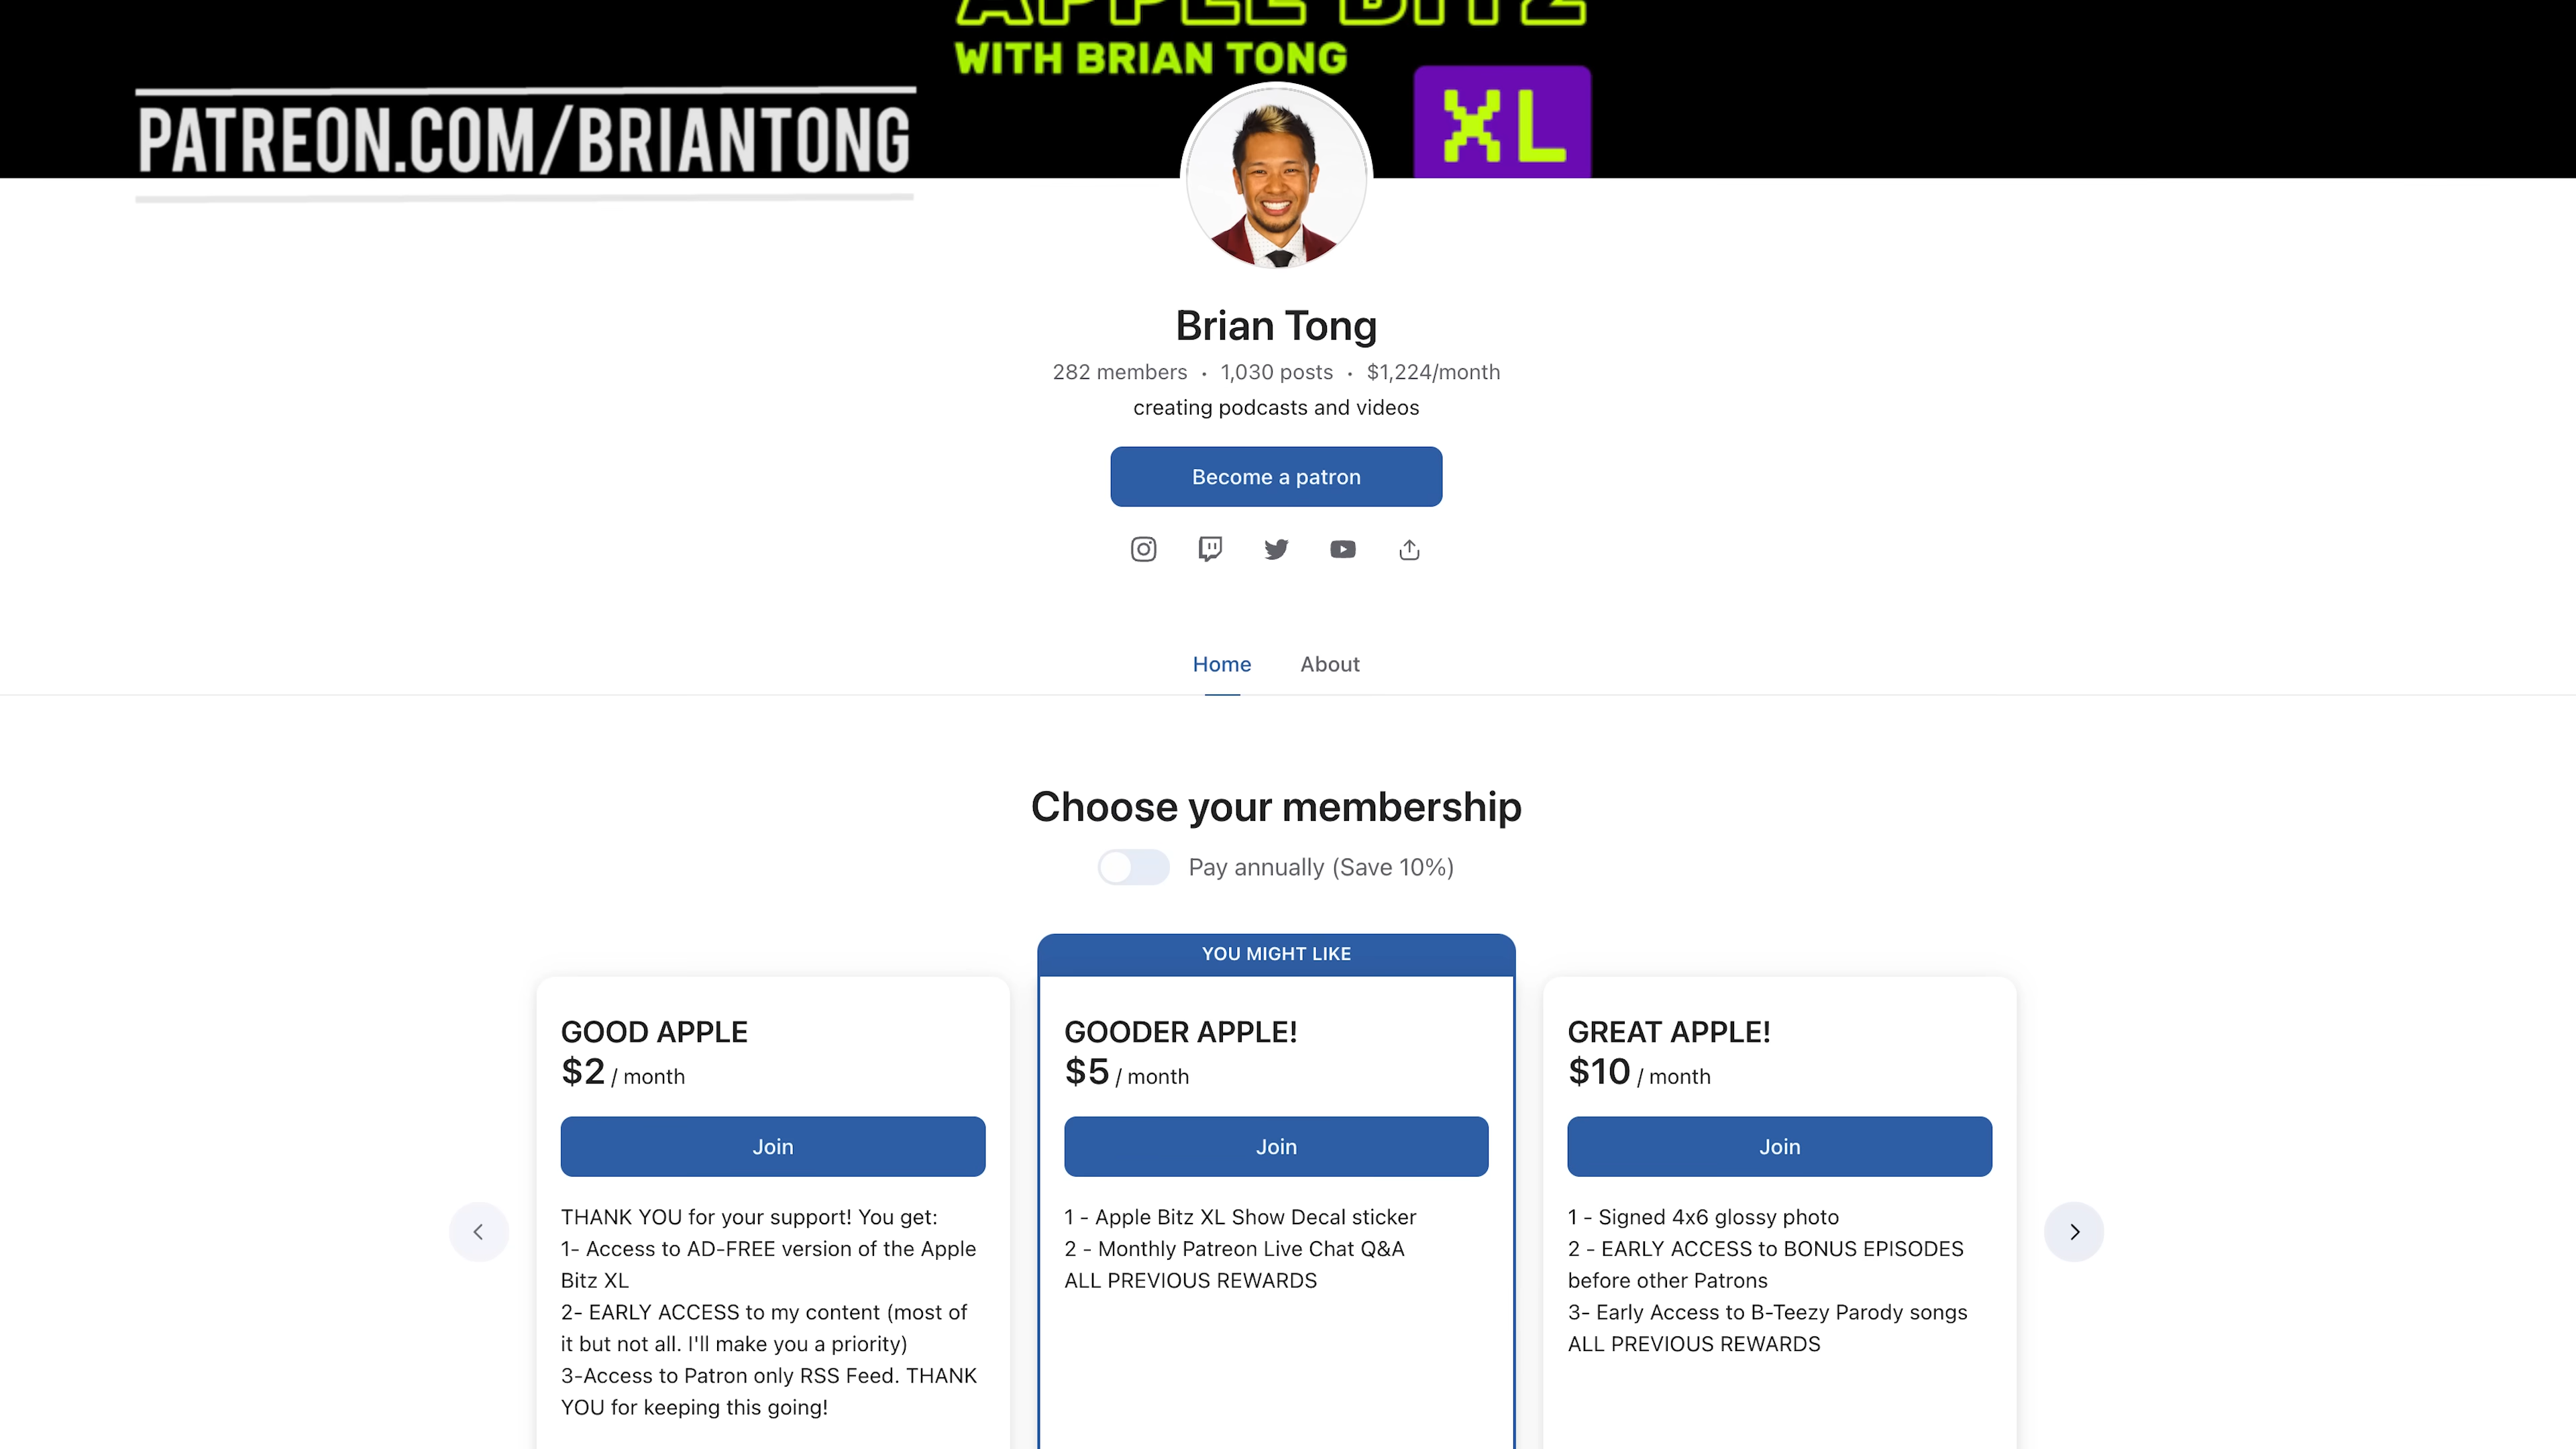 APPLE BITZ
WITH BRIAN TONG
XL
PATREON.COM/BRIANTONG
Brian Tong
282 members • 1,030 posts • $1,224/month
creating podcasts and videos
Become a patron
Home About
Choose your membership
Pay annually (Save 10%)
GOOD APPLE
$2 / month
Join
THANK YOU for your support! You get:
1- Access to AD-FREE version of the Apple
Bitz XL
2- EARLY ACCESS to my content (most of
it but not all. I'll make you a priority)
3-Access to Patron only RSS Feed. THANK
YOU for keeping this going!
YOU MIGHT LIKE
GOODER APPLE!
$5 / month
Join
1 - Apple Bitz XL Show Decal sticker
2 - Monthly Patreon Live Chat Q&A
ALL PREVIOUS REWARDS
GREAT APPLE!
$10 / month
Join
1 - Signed 4x6 glossy photo
2 - EARLY ACCESS to BONUS EPISODES
before other Patrons
3- Early Access to B-Teezy Parody songs
ALL PREVIOUS REWARDS